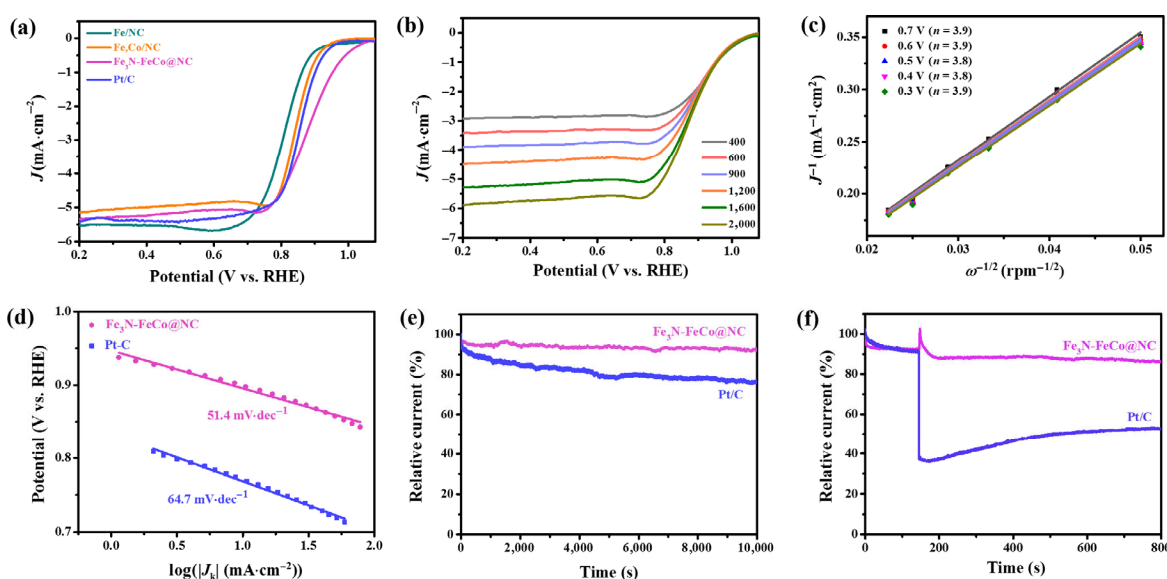 (a)
Fe/NC
Fe,Co/NC
Fe₃N-FeCo@NC
Pt/C
0
−1
−2
−3
−4
−5
−6
J (mA·cm⁻²)
0.2 0.4 0.6 0.8 1.0
Potential (V vs. RHE)
(b)
0
−1
−2
−3
−4
−5
−6
−7
J (mA·cm⁻²)
400
600
900
1,200
1,600
2,000
0.2 0.4 0.6 0.8 1.0
Potential (V vs. RHE)
(c)
0.7 V (n = 3.9)
0.6 V (n = 3.9)
0.5 V (n = 3.8)
0.4 V (n = 3.8)
0.3 V (n = 3.9)
0.35
0.30
0.25
0.20
J⁻¹ (mA⁻¹·cm²)
0.02 0.03 0.04 0.05
ω⁻¹/² (rpm⁻¹/²)
(d)
Fe₃N-FeCo@NC
Pt-C
1.0
0.9
0.8
0.7
Potential (V vs. RHE)
51.4 mV·dec⁻¹
64.7 mV·dec⁻¹
0.0 0.5 1.0 1.5 2.0
log(|Jₖ| (mA·cm⁻²))
(e)
100
80
60
40
20
0
Relative current (%)
Fe₃N-FeCo@NC
Pt/C
0 2,000 4,000 6,000 8,000 10,000
Time (s)
(f)
100
80
60
40
20
0
Relative current (%)
Fe₃N-FeCo@NC
Pt/C
0 200 400 600 800
Time (s)